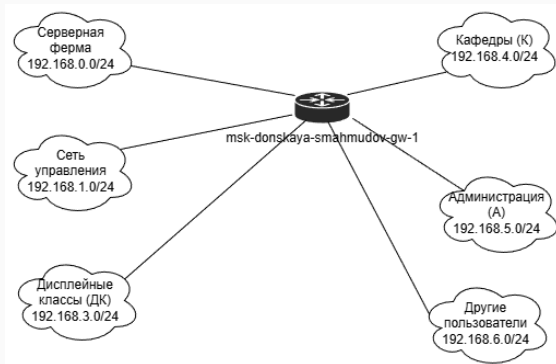 Серверная
ферма
192.168.0.0/24
Кафедры (К)
192.168.4.0/24
msk-donskaya-smahmudov-gw-1
Сеть
управления
192.168.1.0/24
Администрация
(А)
192.168.5.0/24
Дисплейные
классы (ДК)
192.168.3.0/24
Другие
пользователи
192.168.6.0/24